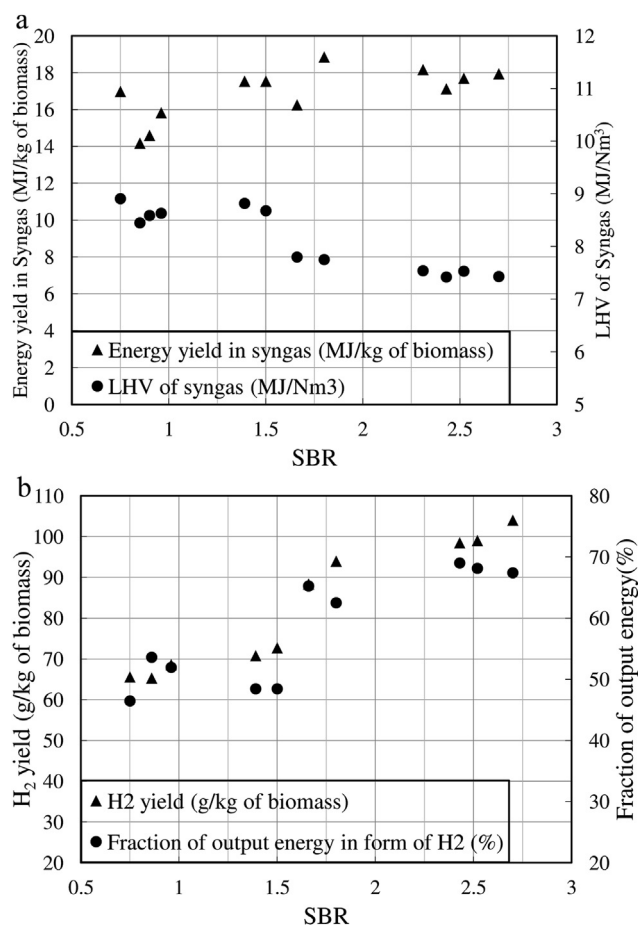 a
Energy yield in Syngas (MJ/kg of biomass)
20
18
16
14
12
10
8
6
4
2
0
12
11
10
9
8
7
6
5
LHV of Syngas (MJ/Nm³)
▲ Energy yield in syngas (MJ/kg of biomass)
● LHV of syngas (MJ/Nm3)
0.5 1 1.5 2 2.5 3
SBR
b
H₂ yield (g/kg of biomass)
110
100
90
80
70
60
50
40
30
20
80
70
60
50
40
30
20
Fraction of output energy(%)
▲ H2 yield (g/kg of biomass)
● Fraction of output energy in form of H2 (%)
0.5 1 1.5 2 2.5 3
SBR